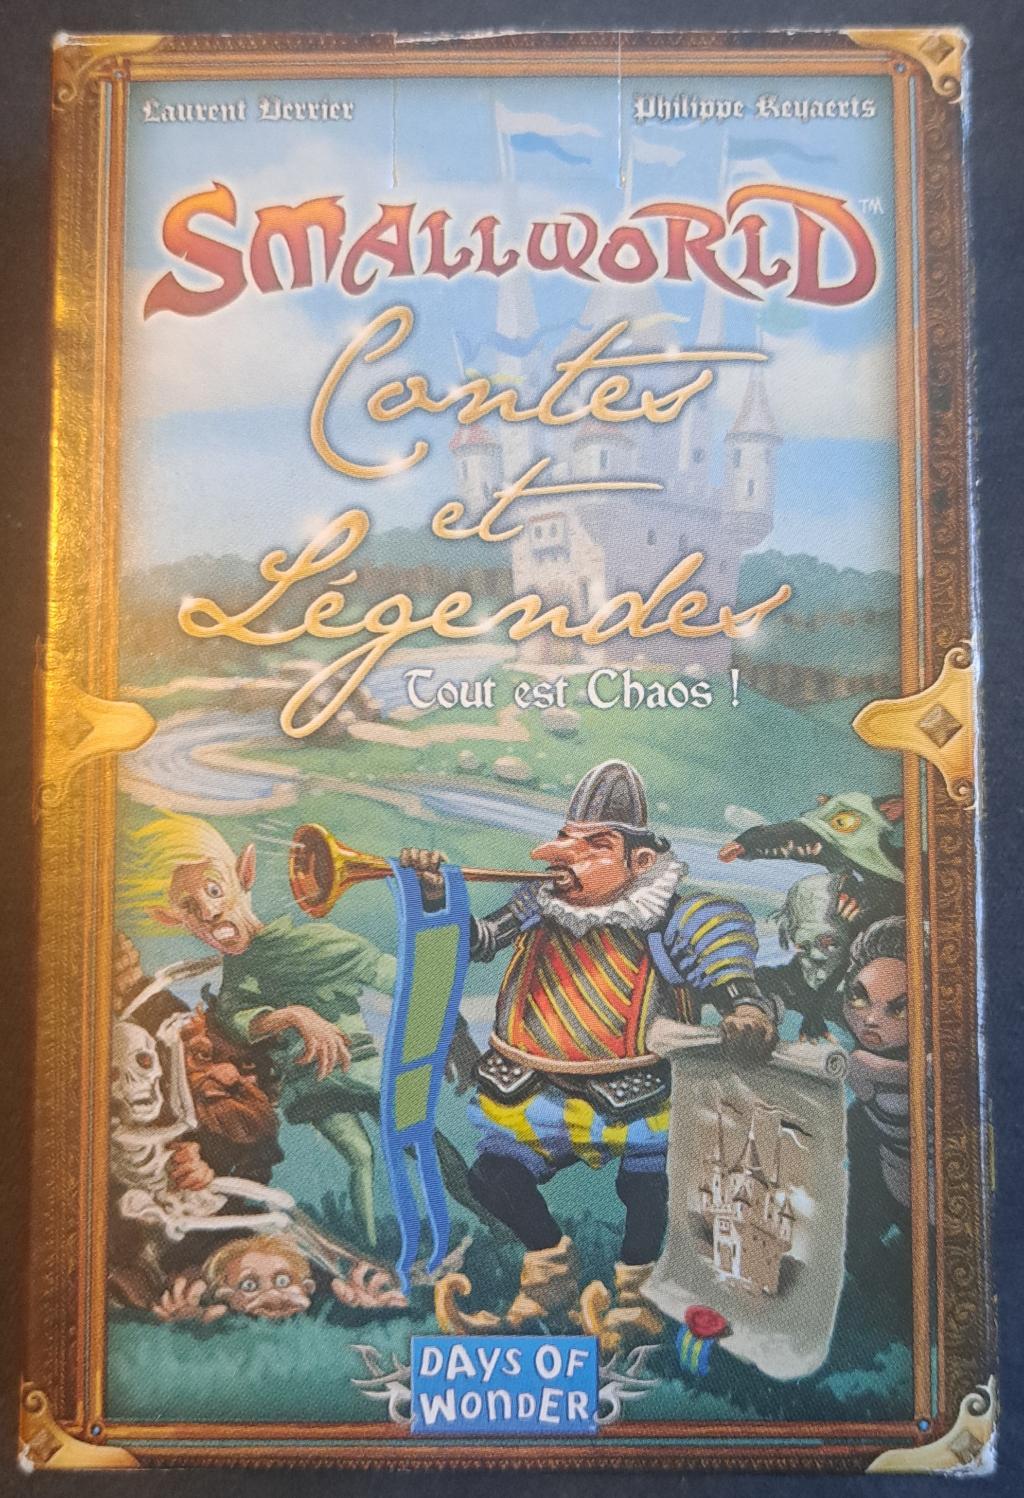 Laurent Verrier
Philippe Keyaerts
SMALLWORLD™
Contes
et
Légendes
Tout est Chaos !
DAYS OF
WONDER